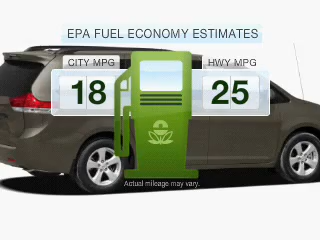 EPA FUEL ECONOMY ESTIMATES
CITY MPG
HWY MPG
18
25
Actual mileage may vary.